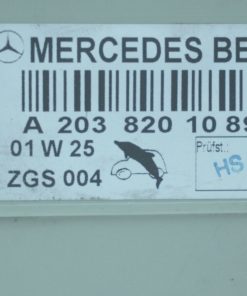 MERCEDES BE
A 203 820 10 89
01 W 25
Prüfst.:
HS
ZGS 004